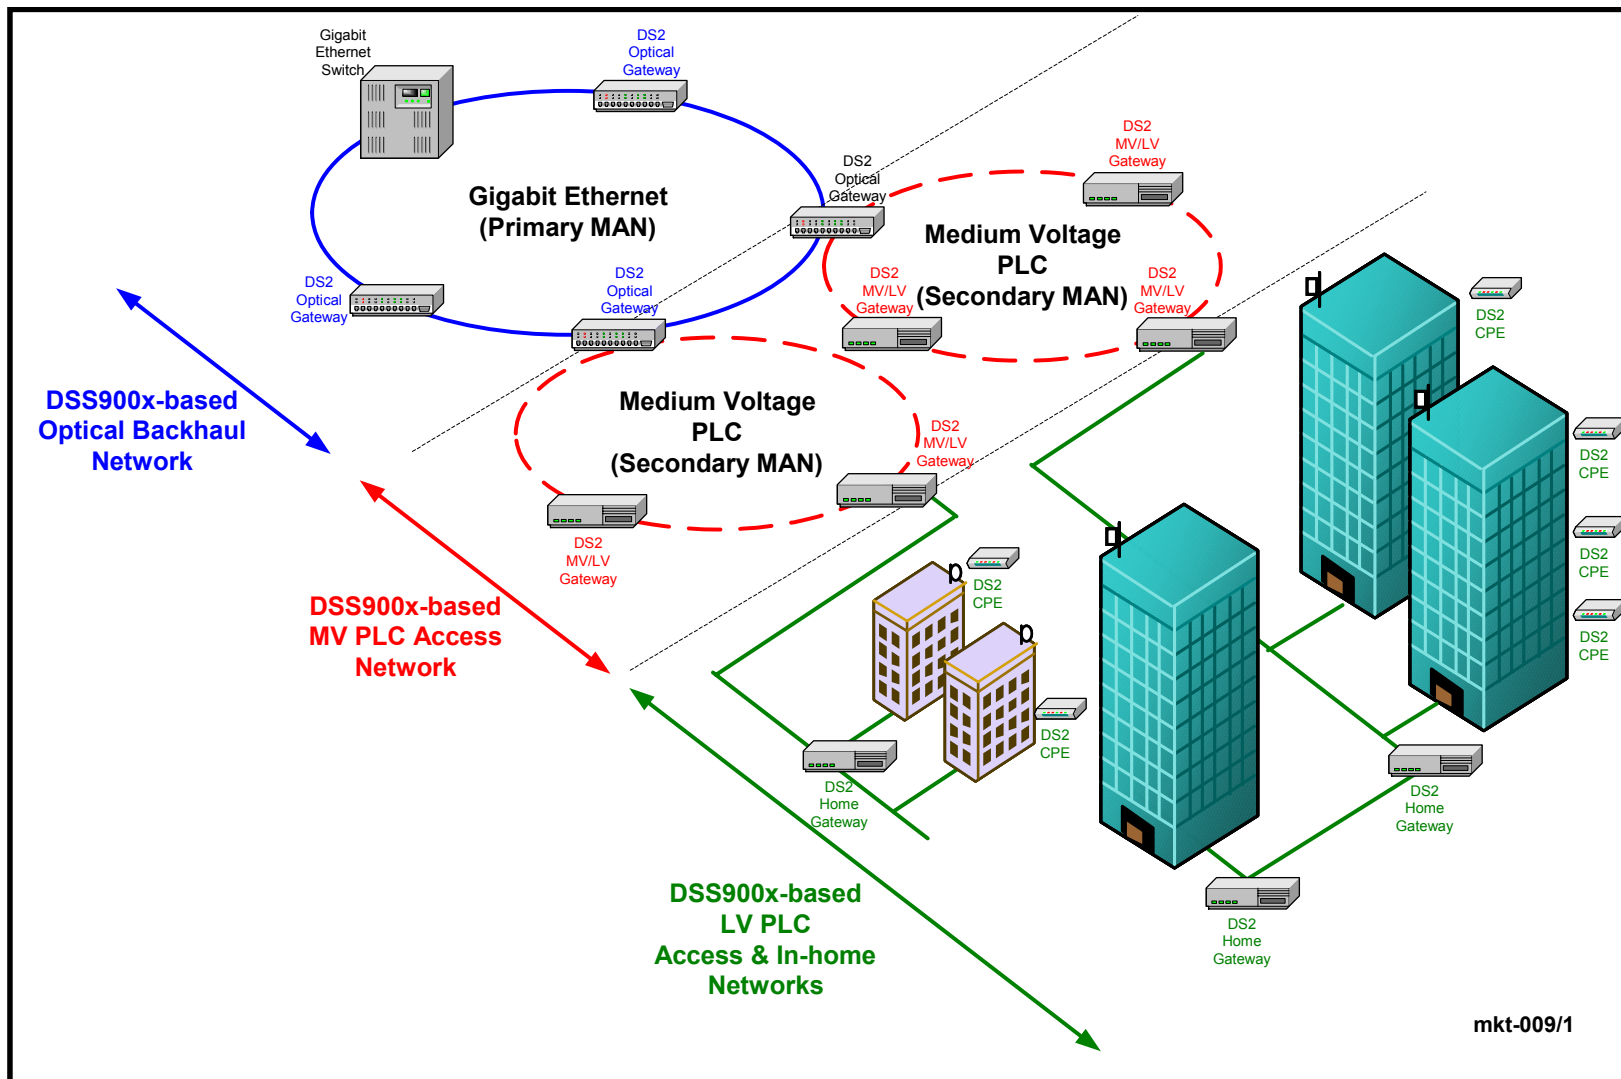 Gigabit
Ethernet
Switch
DS2
Optical
Gateway
DS2
MV/LV
Gateway
DS2
Optical
Gateway
Gigabit Ethernet
(Primary MAN)
Medium Voltage
PLC
(Secondary MAN)
DS2
Optical
Gateway
DS2
Optical
Gateway
DS2
MV/LV
Gateway
DS2
MV/LV
Gateway
DS2
CPE
DSS900x-based
Optical Backhaul
Network
Medium Voltage
PLC
(Secondary MAN)
DS2
MV/LV
Gateway
DS2
CPE
DS2
MV/LV
Gateway
DS2
CPE
DSS900x-based
MV PLC Access
Network
DS2
CPE
DS2
CPE
DS2
CPE
DS2
Home
Gateway
DS2
Home
Gateway
DSS900x-based
LV PLC
Access & In-home
Networks
DS2
Home
Gateway
mkt-009/1